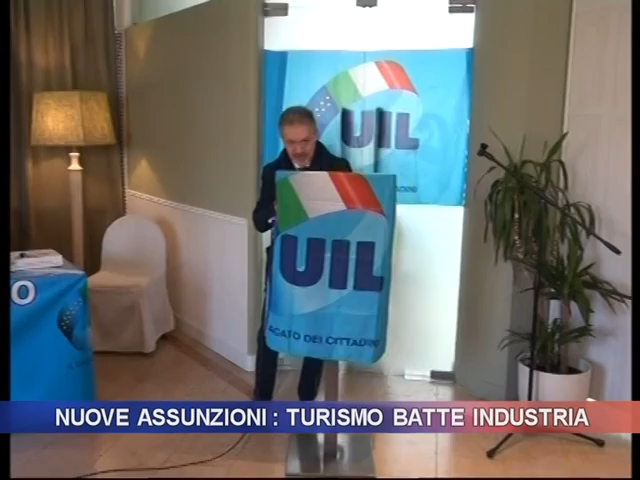 UIL
UIL
ACATO DEI CITTADINI
O
NUOVE ASSUNZIONI : TURISMO BATTE INDUSTRIA